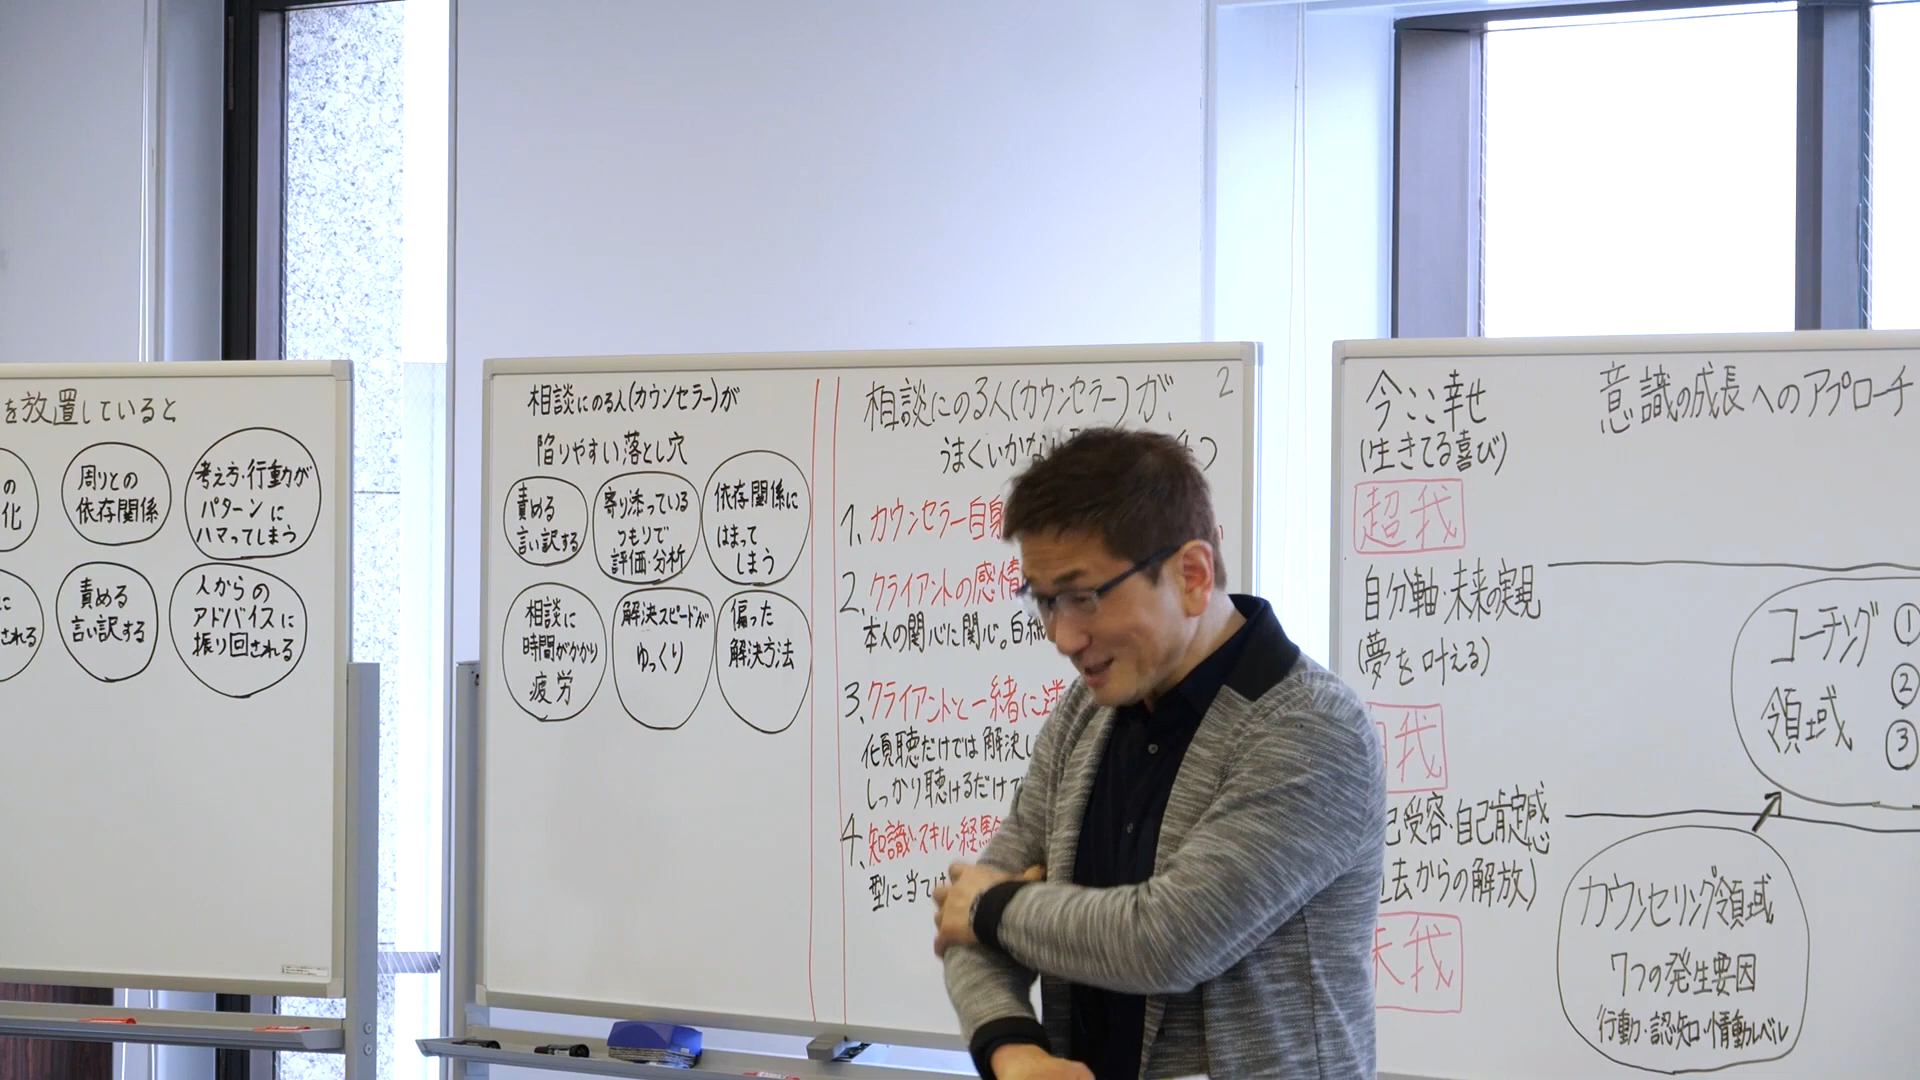 を放置していると
の
化
周りとの
依存関係
考え方・行動が
パターンに
ハマってしまう
に
される
責める
言い訳する
人からの
アドバイスに
振り回される
相談にのる人(カウンセラー)が
陥りやすい落とし穴
責める
言い訳する
寄り添っている
つもりで
評価・分析
依存関係に
はまって
しまう
相談に
時間がかかり
疲労
解決スピードが
ゆっくり
偏った
解決方法
相談にのる人(カウンセラー)が、
2
うまくいかない
1、カウンセラー自身
2、クライアントの感情
本人の関心に関心。
3、クライアントと一緒に
傾聴だけでは解決し
しっかり聴けるだけで
4、知識・スキル・経験
型に当ては
今ここ幸せ
(生きてる喜び)
超我
自分軸・未来の実現
(夢を叶える)
我
己受容・自己肯定感
去からの解放)
未我
意識の成長へのアプローチ
コーチング
領域
①
②
③
カウンセリング領域
7つの発生要因
行動・認知・情動レベル